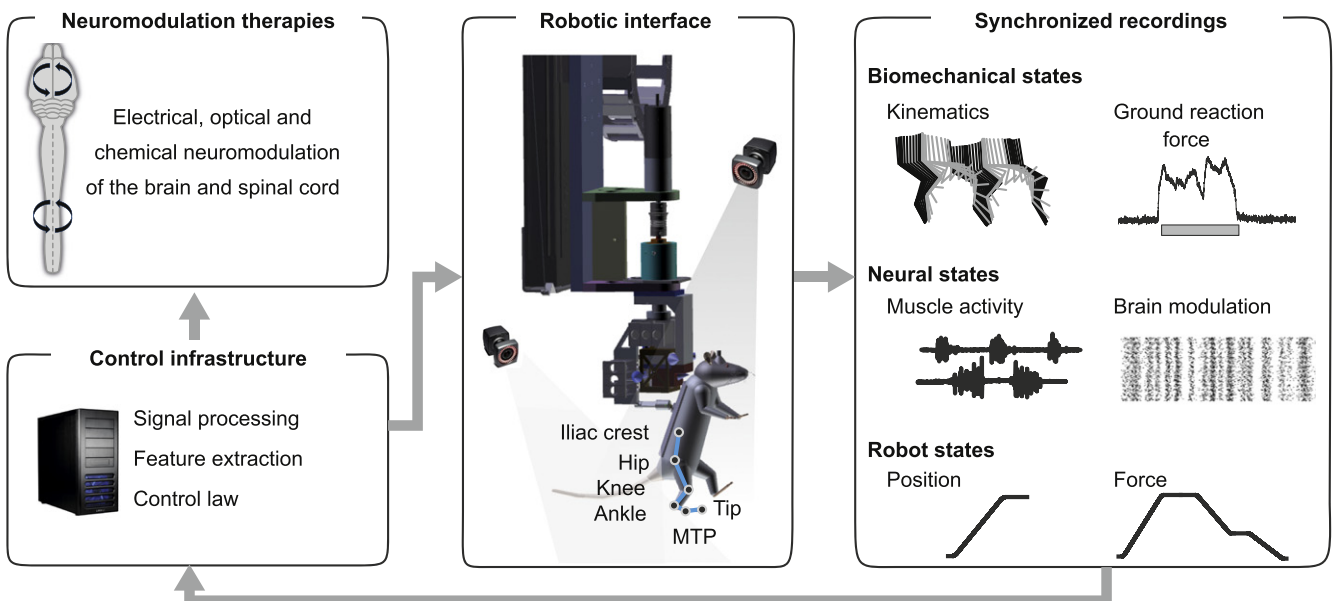 Neuromodulation therapies
Electrical, optical and
chemical neuromodulation
of the brain and spinal cord
Control infrastructure
Signal processing
Feature extraction
Control law
Robotic interface
Iliac crest
Hip
Knee
Ankle
Tip
MTP
Synchronized recordings
Biomechanical states
Kinematics
Ground reaction
force
Neural states
Muscle activity
Brain modulation
Robot states
Position
Force